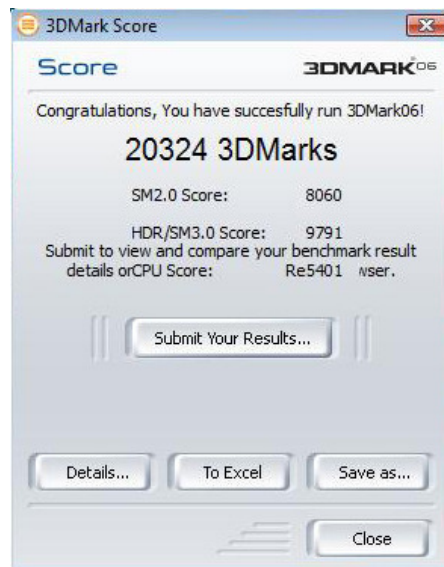 3DMark Score
Score 3DMARK06
Congratulations, You have succesfully run 3DMark06!
20324 3DMarks
SM2.0 Score: 8060
HDR/SM3.0 Score: 9791
Submit to view and compare your benchmark result
details orCPU Score: Re5401 wser.
Submit Your Results...
Details... To Excel Save as...
Close